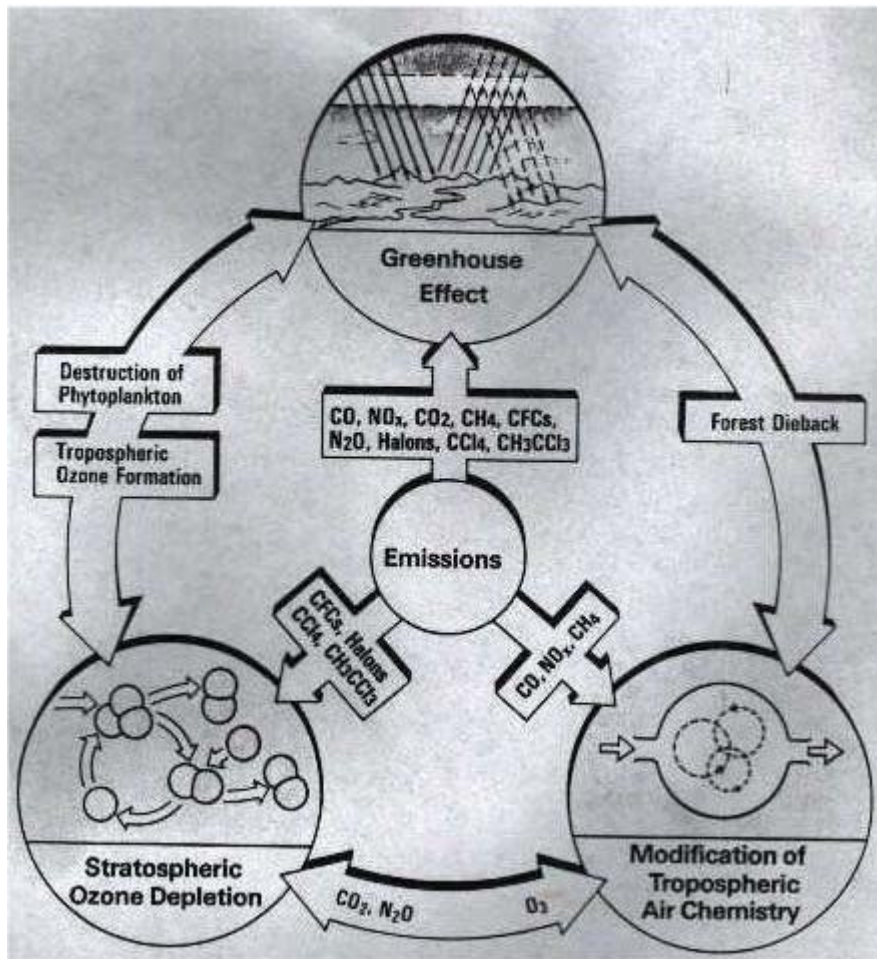 Greenhouse
Effect
Destruction of
Phytoplankton
Tropospheric
Ozone Formation
CO, NOx, CO2, CH4, CFCs,
N2O, Halons, CCl4, CH3CCl3
Forest Dieback
Emissions
CFCs, Halons
CCl4, CH3CCl3
CO, NOx, CH4
Stratospheric
Ozone Depletion
Modification of
Tropospheric
Air Chemistry
CO2, N2O
O3